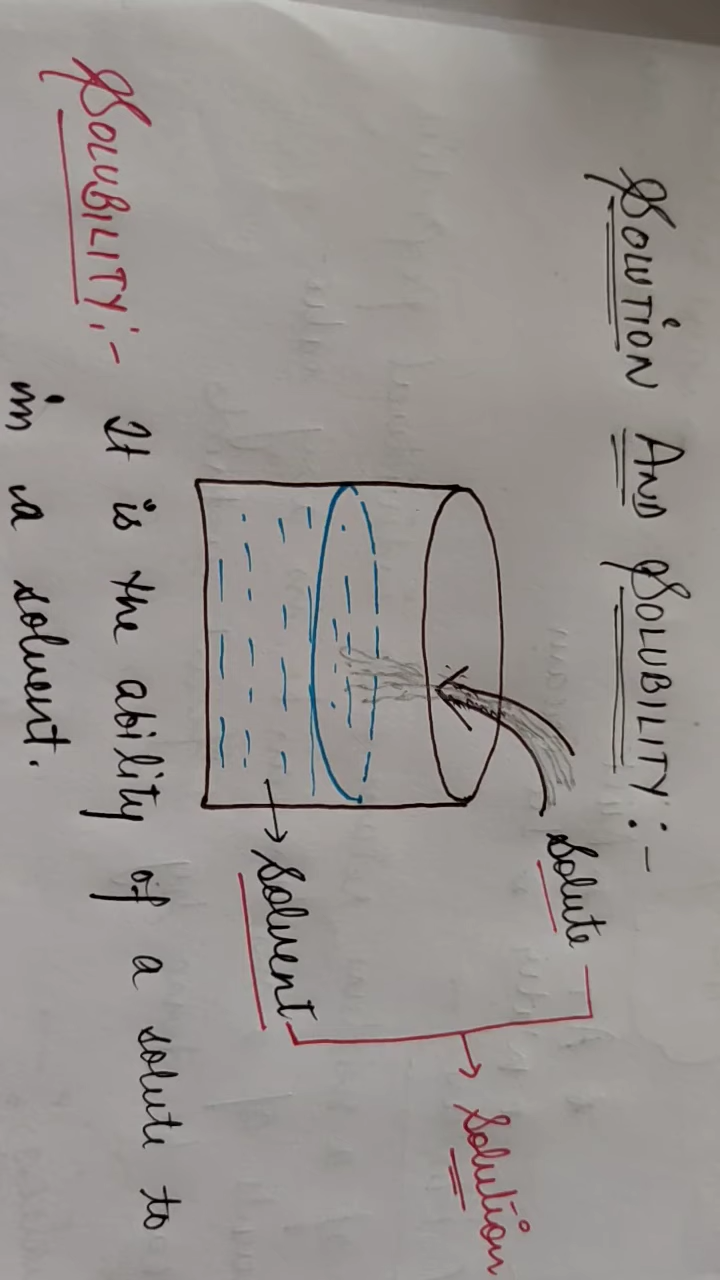 SOLUTION AND SOLUBILITY:-
Solute
Solution
Solvent
SOLUBILITY:- It is the ability of a solute to
in a solvent.